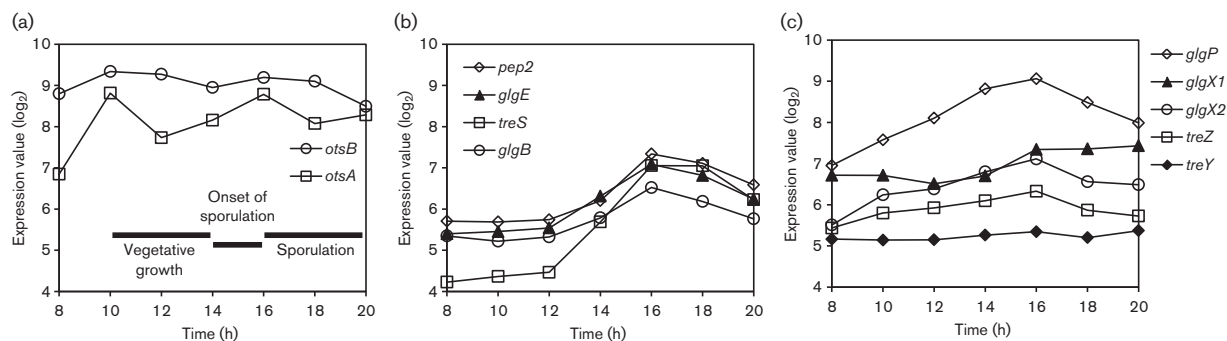 (a)
10
9
8
7
6
5
4
Expression value (log2)
otsB
otsA
Onset of
sporulation
Vegetative
growth
Sporulation
8 10 12 14 16 18 20
Time (h)
(b)
10
9
8
7
6
5
4
Expression value (log2)
pep2
glgE
treS
glgB
8 10 12 14 16 18 20
Time (h)
(c)
10
9
8
7
6
5
4
Expression value (log2)
8 10 12 14 16 18 20
Time (h)
glgP
glgX1
glgX2
treZ
treY